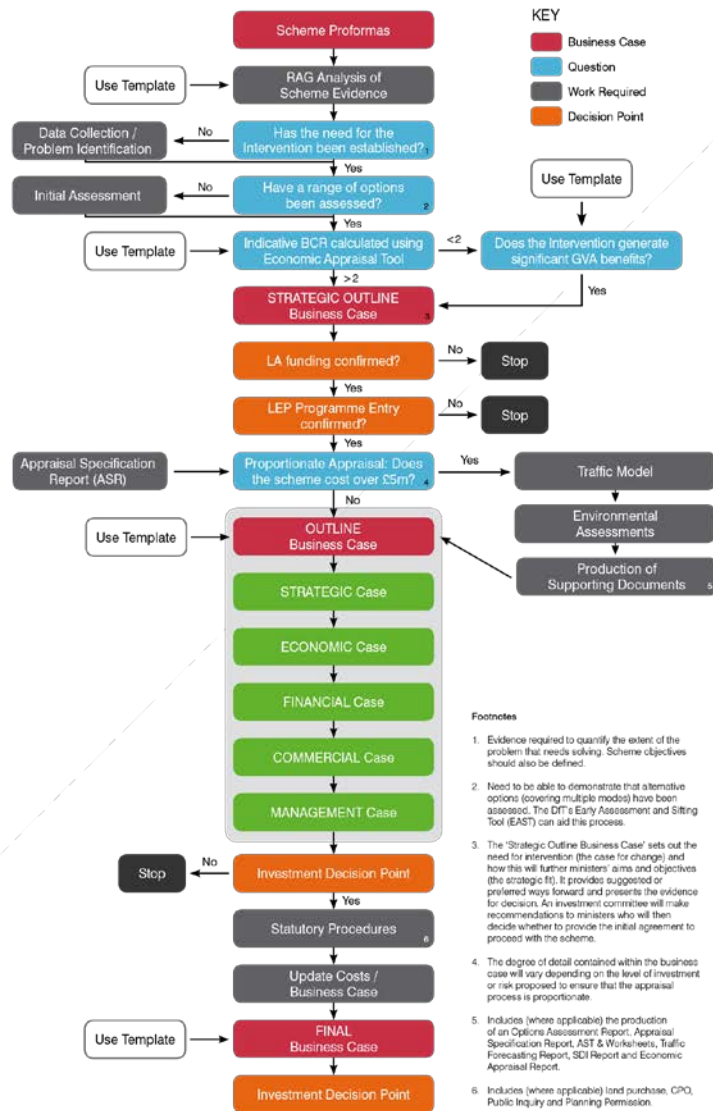 KEY
Business Case
Question
Work Required
Decision Point
Scheme Proformas
Use Template
RAG Analysis of
Scheme Evidence
Data Collection /
Problem Identification
No
Has the need for the
Intervention been established? 1
Yes
Initial Assessment
No
Have a range of options
been assessed? 2
Yes
Use Template
Use Template
Indicative BCR calculated using
Economic Appraisal Tool
<2
Does the Intervention generate
significant GVA benefits?
>2
Yes
STRATEGIC OUTLINE
Business Case 3
LA funding confirmed?
No
Stop
Yes
LEP Programme Entry
confirmed?
No
Stop
Yes
Appraisal Specification
Report (ASR)
Proportionate Appraisal: Does
the scheme cost over £5m? 4
Yes
Traffic Model
No
Environmental
Assessments
Use Template
OUTLINE
Business Case
Production of
Supporting Documents 5
STRATEGIC Case
ECONOMIC Case
FINANCIAL Case
COMMERCIAL Case
MANAGEMENT Case
Stop
No
Investment Decision Point
Yes
Statutory Procedures 6
Update Costs /
Business Case
Use Template
FINAL
Business Case
Investment Decision Point
Footnotes
1. Evidence required to quantify the extent of the
problem that needs solving. Scheme objectives
should also be defined.
2. Need to be able to demonstrate that alternative
options (covering multiple modes) have been
assessed. The DfT's Early Assessment and Sifting
Tool (EAST) can aid this process.
3. The 'Strategic Outline Business Case' sets out the
need for intervention (the case for change) and
how this will further ministers' aims and objectives
(the strategic fit). It provides suggested or
preferred ways forward and presents the evidence
for decision. An investment committee will make
recommendations to ministers who will then
decide whether to provide the initial agreement to
proceed with the scheme.
4. The degree of detail contained within the business
case will vary depending on the level of investment
or risk proposed to ensure that the appraisal
process is proportionate.
5. Includes (where applicable) the production
of an Options Assessment Report, Appraisal
Specification Report, AST & Worksheets, Traffic
Forecasting Report, SDI Report and Economic
Appraisal Report.
6. Includes (where applicable) land purchase, CPO,
Public Inquiry and Planning Permission.